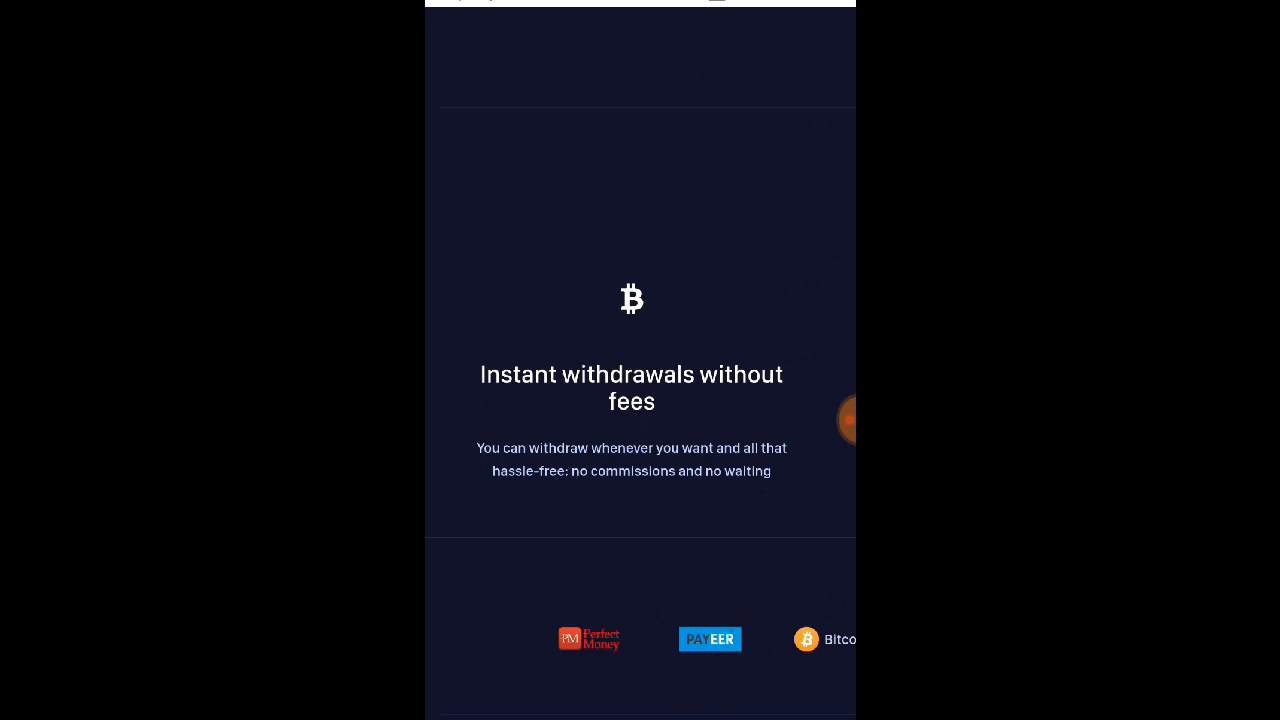 Instant withdrawals without
fees
You can withdraw whenever you want and all that
hassle-free: no commissions and no waiting
PM Perfect
Money
PAYEER
Bitco